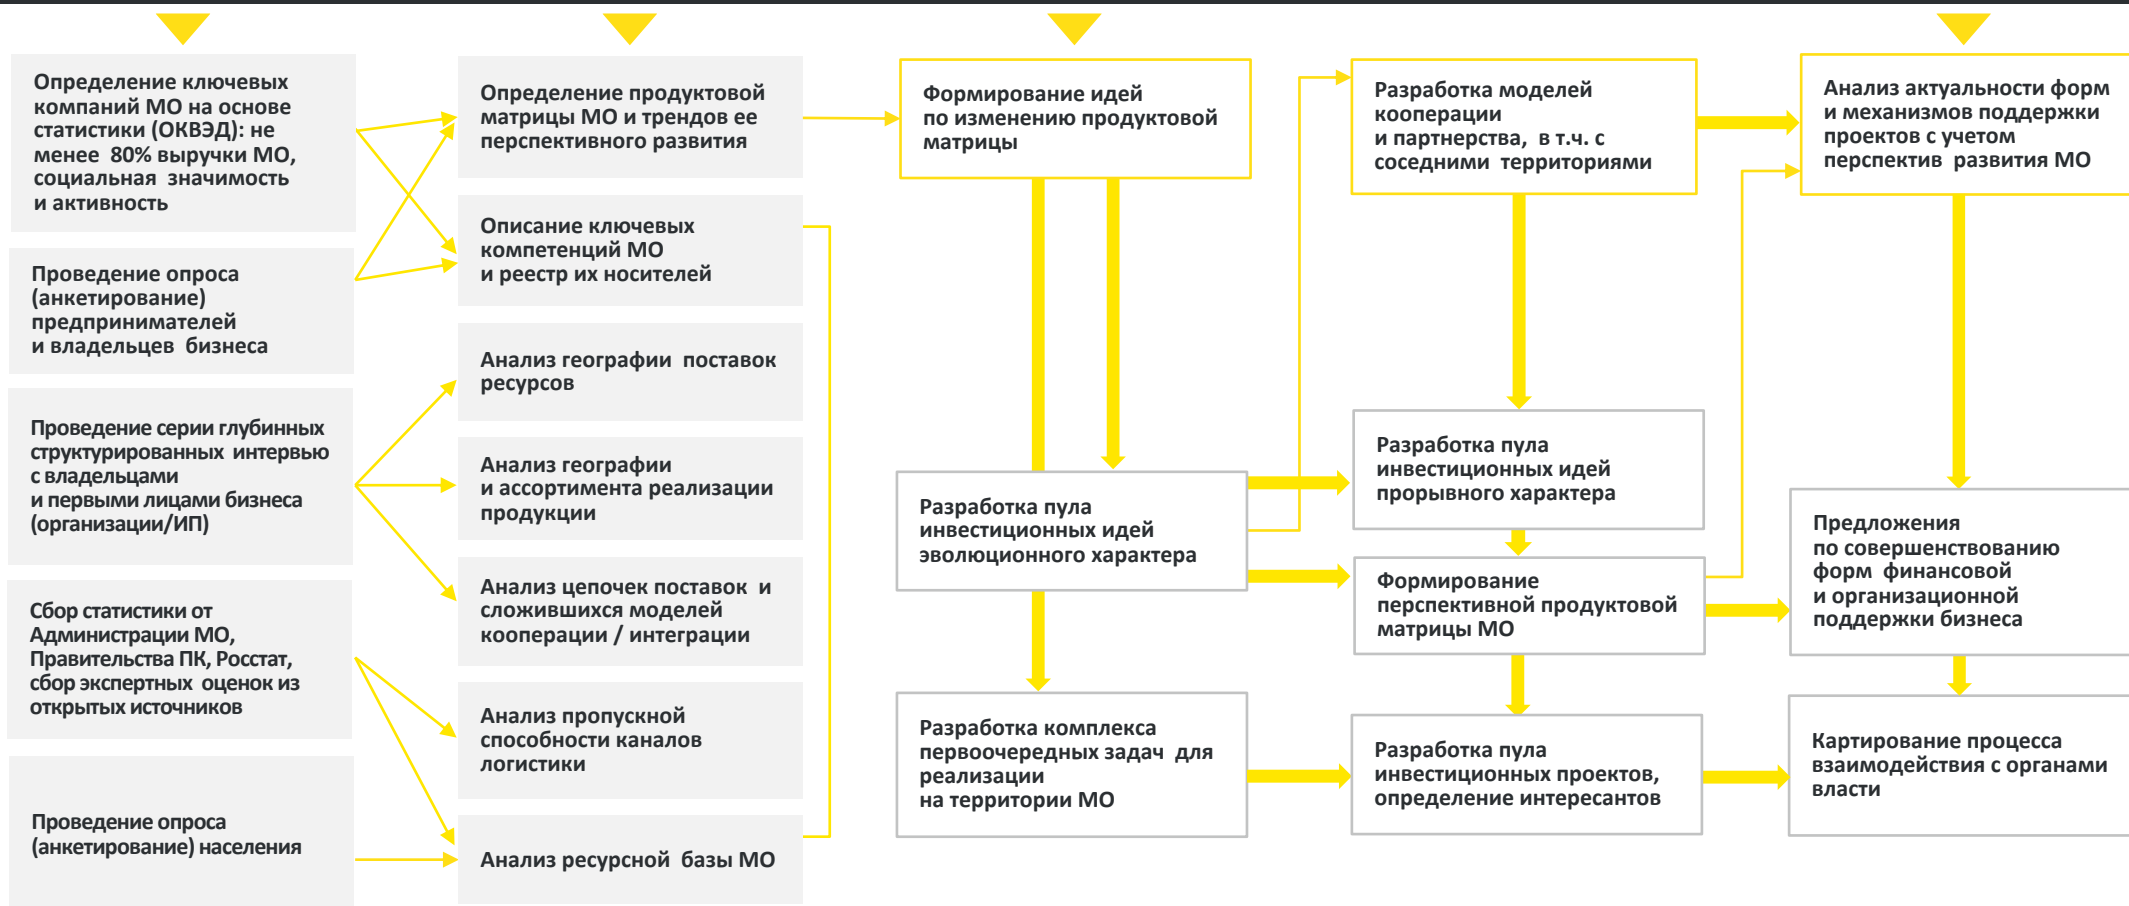 Определение ключевых
компаний МО на основе
статистики (ОКВЭД): не
менее 80% выручки МО,
социальная значимость
и активность
Проведение опроса
(анкетирование)
предпринимателей
и владельцев бизнеса
Проведение серии глубинных
структурированных интервью
с владельцами
и первыми лицами бизнеса
(организации/ИП)
Сбор статистики от
Администрации МО,
Правительства ПК, Росстат,
сбор экспертных оценок из
открытых источников
Проведение опроса
(анкетирование) населения
Определение продуктовой
матрицы МО и трендов ее
перспективного развития
Описание ключевых
компетенций МО
и реестр их носителей
Анализ географии поставок
ресурсов
Анализ географии
и ассортимента реализации
продукции
Анализ цепочек поставок и
сложившихся моделей
кооперации / интеграции
Анализ пропускной
способности каналов
логистики
Анализ ресурсной базы МО
Формирование идей
по изменению продуктовой
матрицы
Разработка пула
инвестиционных идей
эволюционного характера
Разработка комплекса
первоочередных задач для
реализации
на территории МО
Разработка моделей
кооперации
и партнерства, в т.ч. с
соседними территориями
Разработка пула
инвестиционных идей
прорывного характера
Формирование
перспективной продуктовой
матрицы МО
Разработка пула
инвестиционных проектов,
определение интересантов
Анализ актуальности форм
и механизмов поддержки
проектов с учетом
перспектив развития МО
Предложения
по совершенствованию
форм финансовой
и организационной
поддержки бизнеса
Картирование процесса
взаимодействия с органами
власти